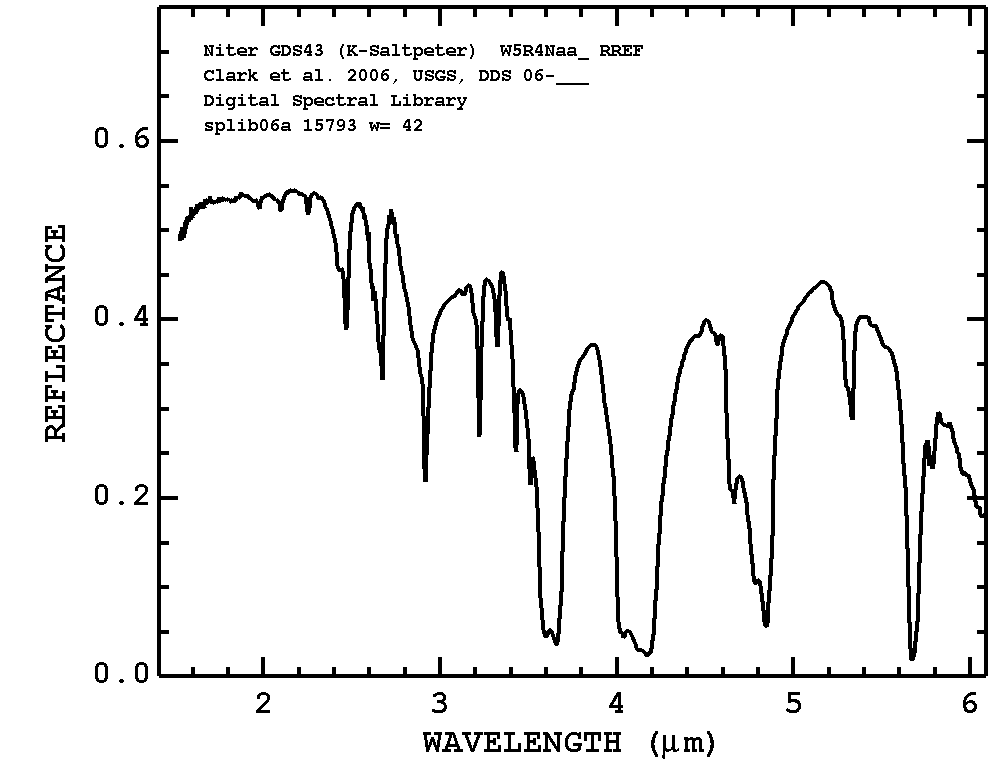 Niter GDS43 (K-Saltpeter)  W5R4Naa_ RREF
Clark et al. 2006, USGS, DDS 06-___
Digital Spectral Library
splib06a 15793 w= 42
0.6
0.4
0.2
0.0
REFLECTANCE
2 3 4 5 6
WAVELENGTH (μm)